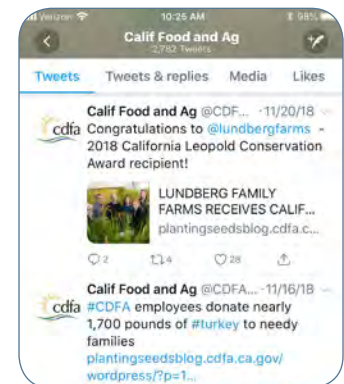 Verizon 10:25 AM 98%
Calif Food and Ag
2,782 Tweets
Tweets Tweets & replies Media Likes
Calif Food and Ag @CDF... · 11/20/18
cdfa Congratulations to @lundbergfarms -
2018 California Leopold Conservation
Award recipient!
LUNDBERG FAMILY
FARMS RECEIVES CALIF...
plantingseedsblog.cdfa.c...
2 4 28
Calif Food and Ag @CDFA... · 11/16/18
cdfa #CDFA employees donate nearly
1,700 pounds of #turkey to needy
families
plantingseedsblog.cdfa.ca.gov/
wordpress/?p=1...